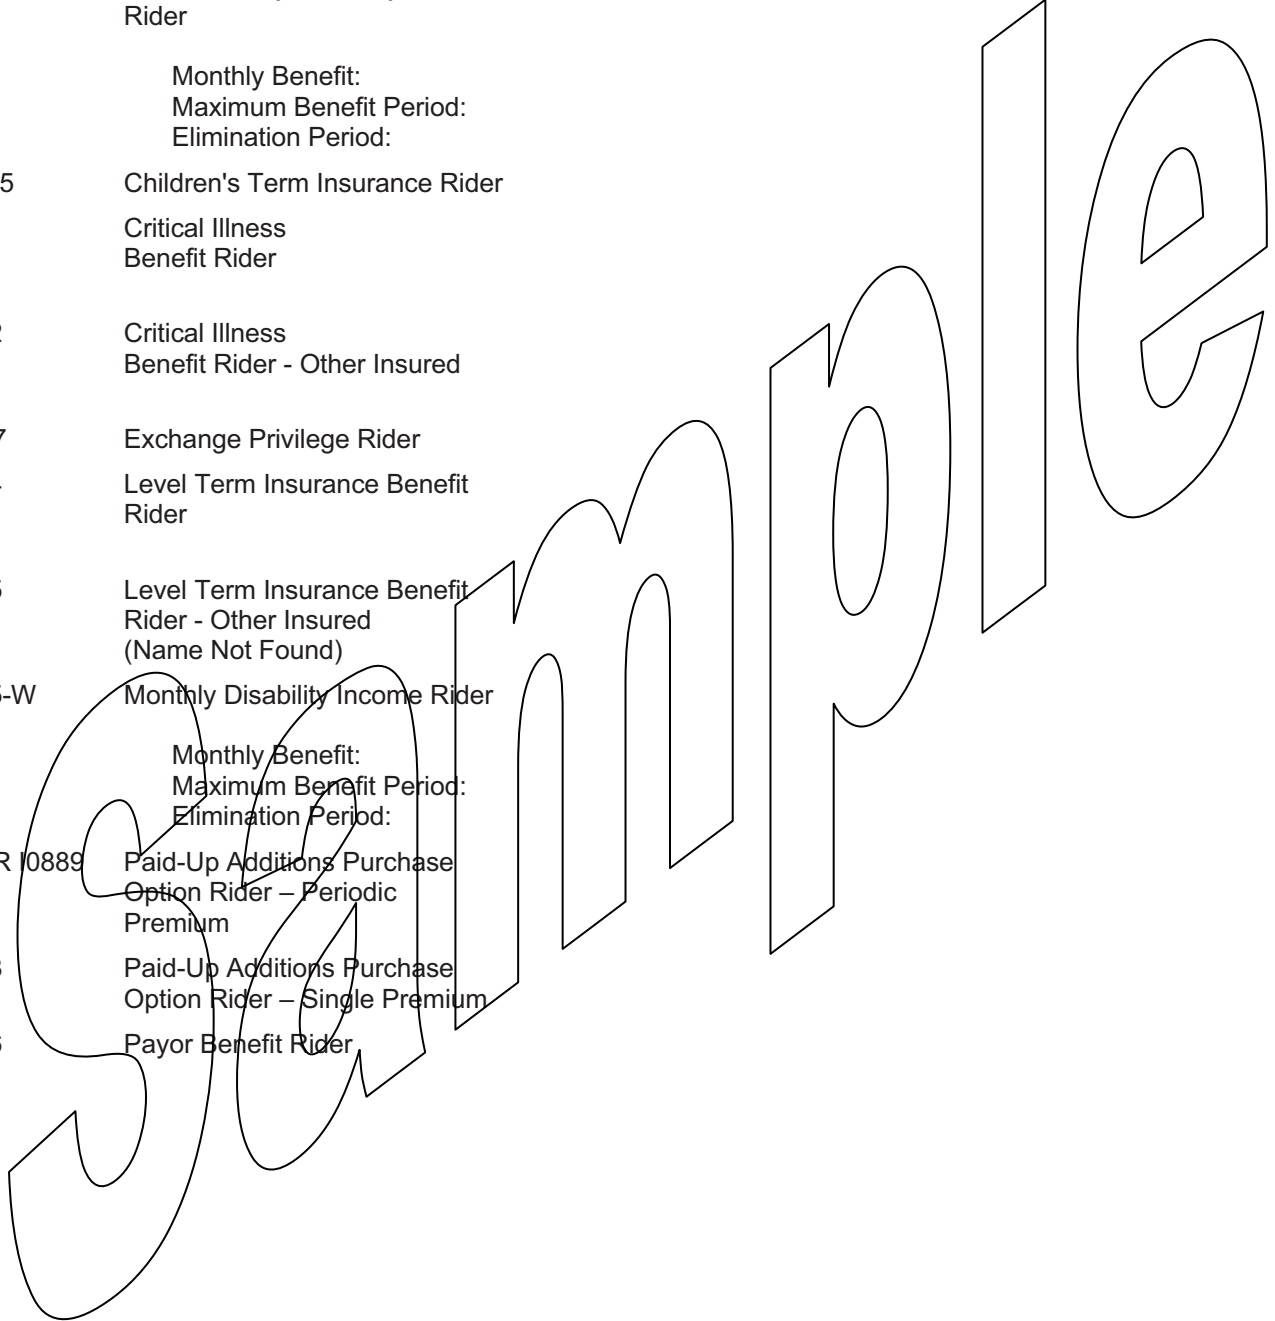 Rider
Monthly Benefit:
Maximum Benefit Period:
Elimination Period:
5 Children's Term Insurance Rider
Critical Illness
Benefit Rider
Critical Illness
Benefit Rider - Other Insured
7 Exchange Privilege Rider
Level Term Insurance Benefit
Rider
Level Term Insurance Benefit
Rider - Other Insured
(Name Not Found)
-W Monthly Disability Income Rider
Monthly Benefit:
Maximum Benefit Period:
Elimination Period:
R I0889 Paid-Up Additions Purchase
Option Rider – Periodic
Premium
Paid-Up Additions Purchase
Option Rider – Single Premium
Payor Benefit Rider
Sample